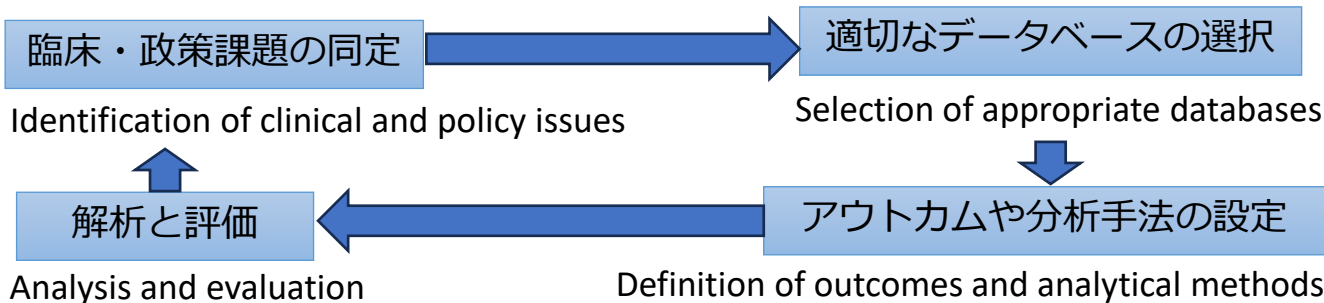 臨床・政策課題の同定
Identification of clinical and policy issues
適切なデータベースの選択
Selection of appropriate databases
アウトカムや分析手法の設定
Definition of outcomes and analytical methods
解析と評価
Analysis and evaluation